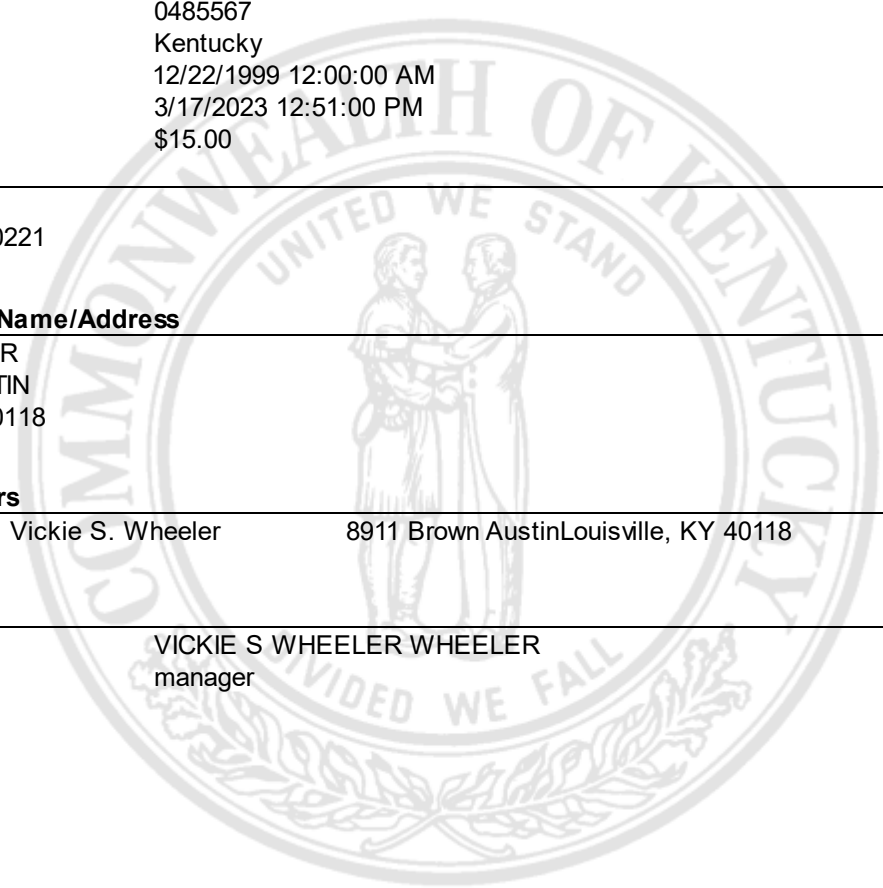 0485567
Kentucky
12/22/1999 12:00:00 AM
3/17/2023 12:51:00 PM
$15.00
0221
Name/Address
R
TIN
0118
rs
Vickie S. Wheeler 8911 Brown AustinLouisville, KY 40118
VICKIE S WHEELER WHEELER
manager
COMMONWEALTH OF KENTUCKY
UNITED WE STAND
DIVIDED WE FALL